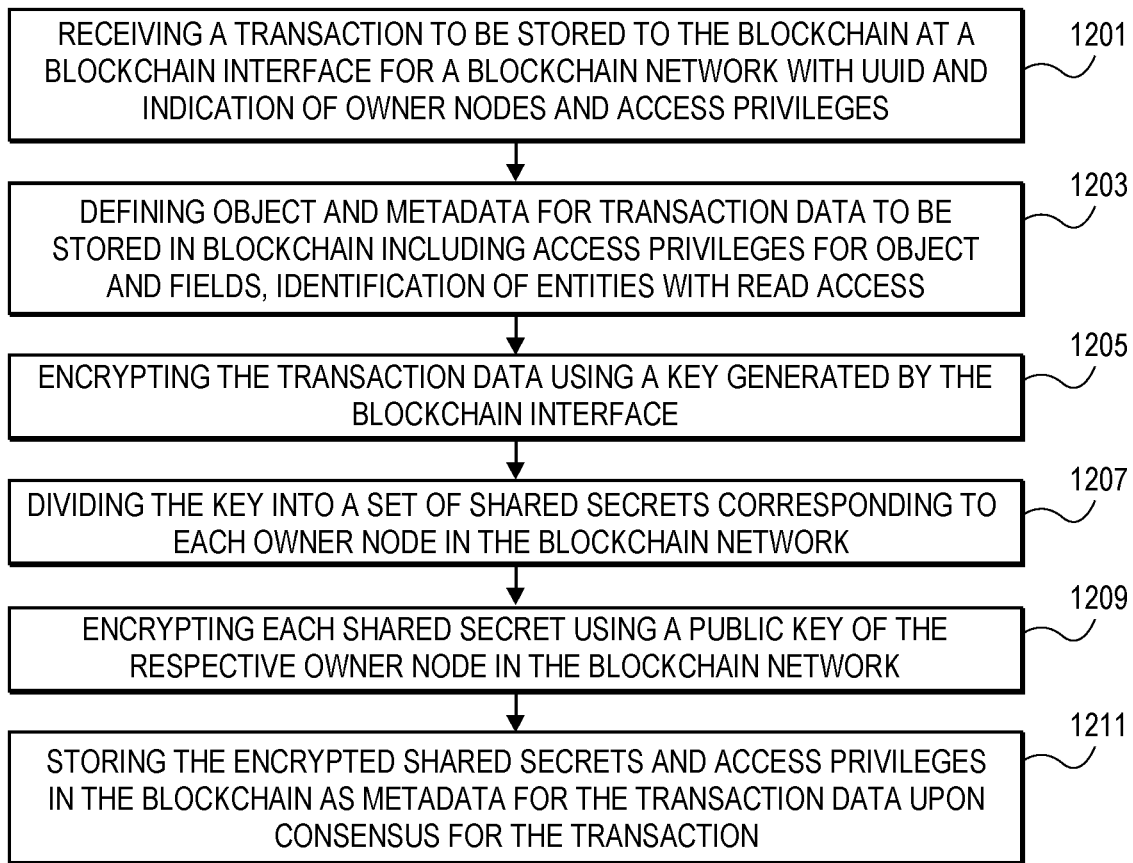 RECEIVING A TRANSACTION TO BE STORED TO THE BLOCKCHAIN AT A
BLOCKCHAIN INTERFACE FOR A BLOCKCHAIN NETWORK WITH UUID AND
INDICATION OF OWNER NODES AND ACCESS PRIVILEGES
1201
DEFINING OBJECT AND METADATA FOR TRANSACTION DATA TO BE
STORED IN BLOCKCHAIN INCLUDING ACCESS PRIVILEGES FOR OBJECT
AND FIELDS, IDENTIFICATION OF ENTITIES WITH READ ACCESS
1203
ENCRYPTING THE TRANSACTION DATA USING A KEY GENERATED BY THE
BLOCKCHAIN INTERFACE
1205
DIVIDING THE KEY INTO A SET OF SHARED SECRETS CORRESPONDING TO
EACH OWNER NODE IN THE BLOCKCHAIN NETWORK
1207
ENCRYPTING EACH SHARED SECRET USING A PUBLIC KEY OF THE
RESPECTIVE OWNER NODE IN THE BLOCKCHAIN NETWORK
1209
STORING THE ENCRYPTED SHARED SECRETS AND ACCESS PRIVILEGES
IN THE BLOCKCHAIN AS METADATA FOR THE TRANSACTION DATA UPON
CONSENSUS FOR THE TRANSACTION
1211